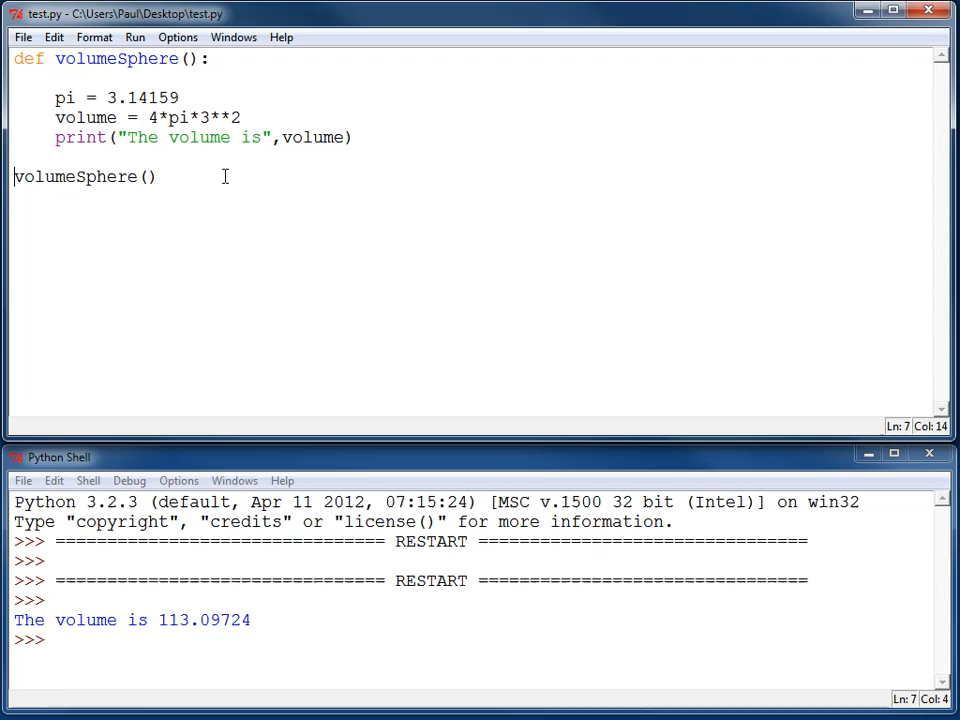 test.py - C:\Users\Paul\Desktop\test.py
File Edit Format Run Options Windows Help
def volumeSphere():
pi = 3.14159
volume = 4*pi*3**2
print("The volume is",volume)
volumeSphere()
Ln: 7 Col: 14
Python Shell
File Edit Shell Debug Options Windows Help
Python 3.2.3 (default, Apr 11 2012, 07:15:24) [MSC v.1500 32 bit (Intel)] on win32
Type "copyright", "credits" or "license()" for more information.
>>> ================================ RESTART ================================
>>>
>>> ================================ RESTART ================================
>>>
The volume is 113.09724
>>>
Ln: 7 Col: 4